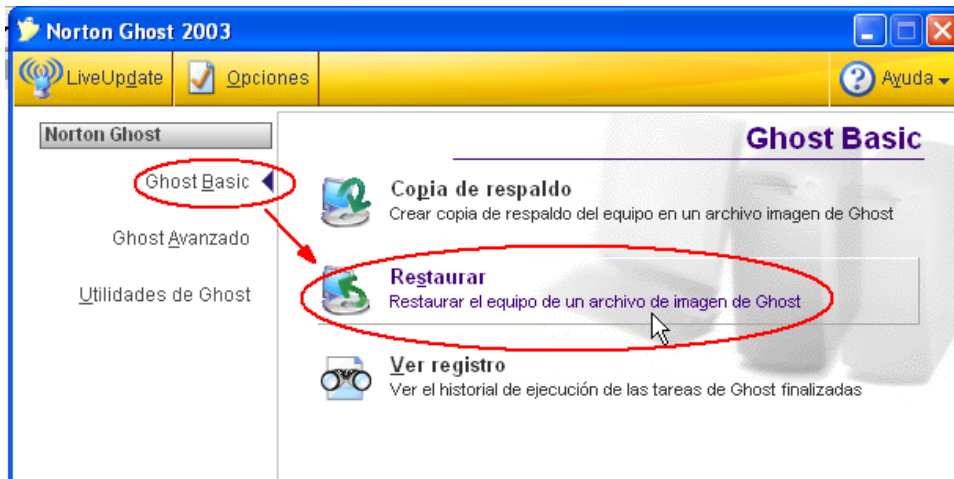 Norton Ghost 2003
LiveUpdate
Opciones
Ayuda
Norton Ghost
Ghost Basic
Ghost Avanzado
Utilidades de Ghost
Ghost Basic
Copia de respaldo
Crear copia de respaldo del equipo en un archivo imagen de Ghost
Restaurar
Restaurar el equipo de un archivo de imagen de Ghost
Ver registro
Ver el historial de ejecución de las tareas de Ghost finalizadas